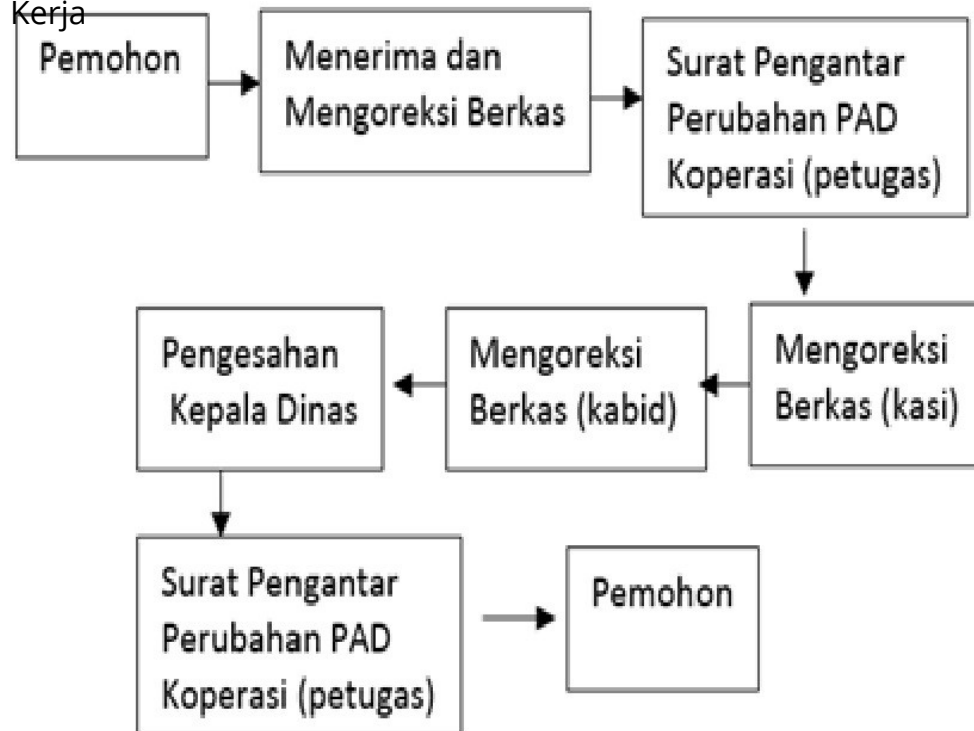 Kerja
Pemohon
Menerima dan
Mengoreksi Berkas
Surat Pengantar
Perubahan PAD
Koperasi (petugas)
Mengoreksi
Berkas (kasi)
Mengoreksi
Berkas (kabid)
Pengesahan
Kepala Dinas
Surat Pengantar
Perubahan PAD
Koperasi (petugas)
Pemohon